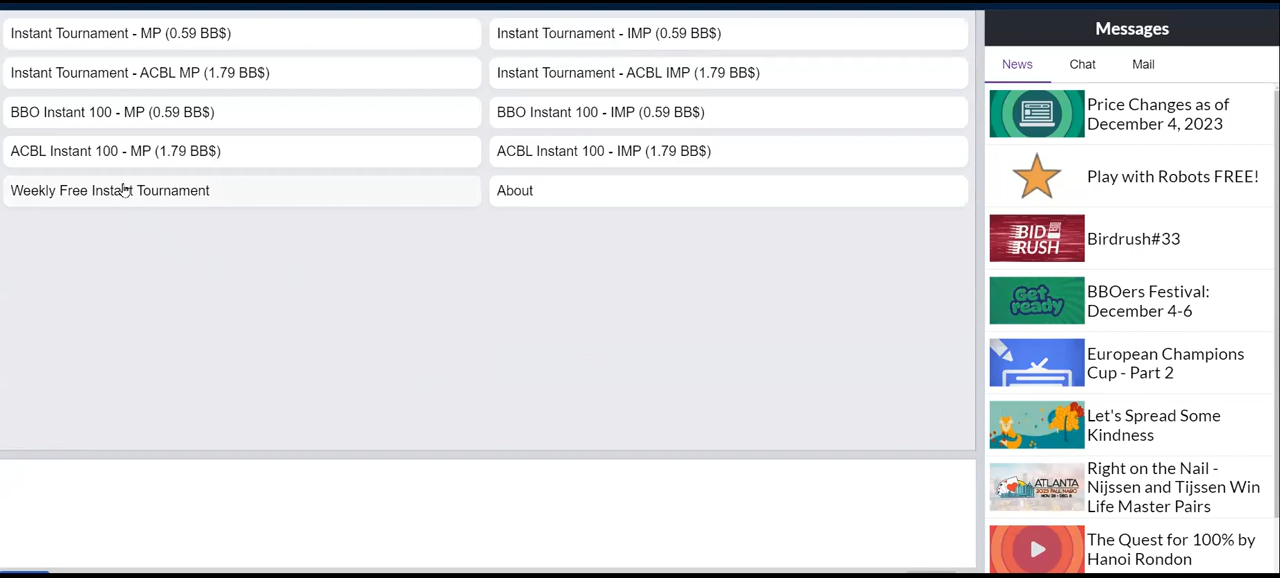 Instant Tournament - MP (0.59 BB$)
Instant Tournament - IMP (0.59 BB$)
Instant Tournament - ACBL MP (1.79 BB$)
Instant Tournament - ACBL IMP (1.79 BB$)
BBO Instant 100 - MP (0.59 BB$)
BBO Instant 100 - IMP (0.59 BB$)
ACBL Instant 100 - MP (1.79 BB$)
ACBL Instant 100 - IMP (1.79 BB$)
Weekly Free Instant Tournament
About
Messages
News
Chat
Mail
Price Changes as of
December 4, 2023
Play with Robots FREE!
BID
RUSH
Birdrush#33
Get
ready
BBOers Festival:
December 4-6
European Champions
Cup - Part 2
Let's Spread Some
Kindness
ATLANTA
2023 FALL NABC
Right on the Nail -
Nijssen and Tijssen Win
Life Master Pairs
The Quest for 100% by
Hanoi Rondon